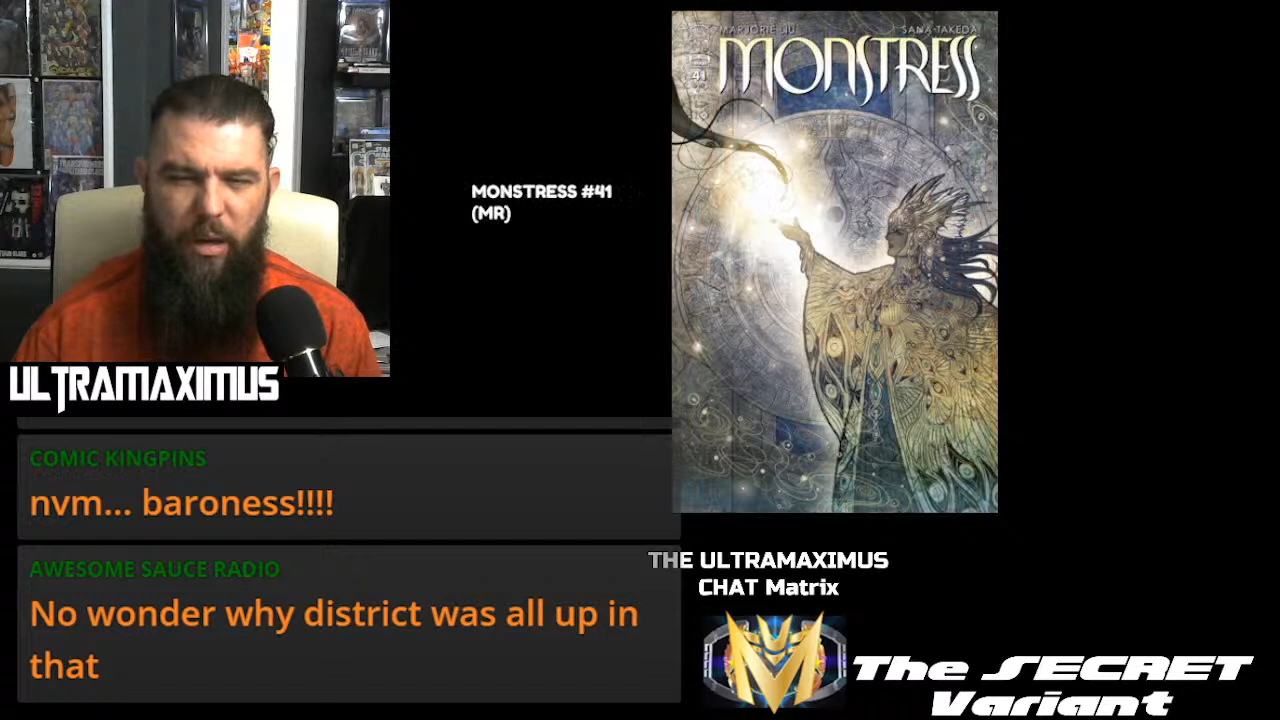 MARJORIE LIU
SANA TAKEDA
MONSTRESS
41
MONSTRESS #41
(MR)
ULTRAMAXIMUS
COMIC KINGPINS
nvm... baroness!!!!
AWESOME SAUCE RADIO
No wonder why district was all up in
that
THE ULTRAMAXIMUS
CHAT Matrix
The SECRET
Variant